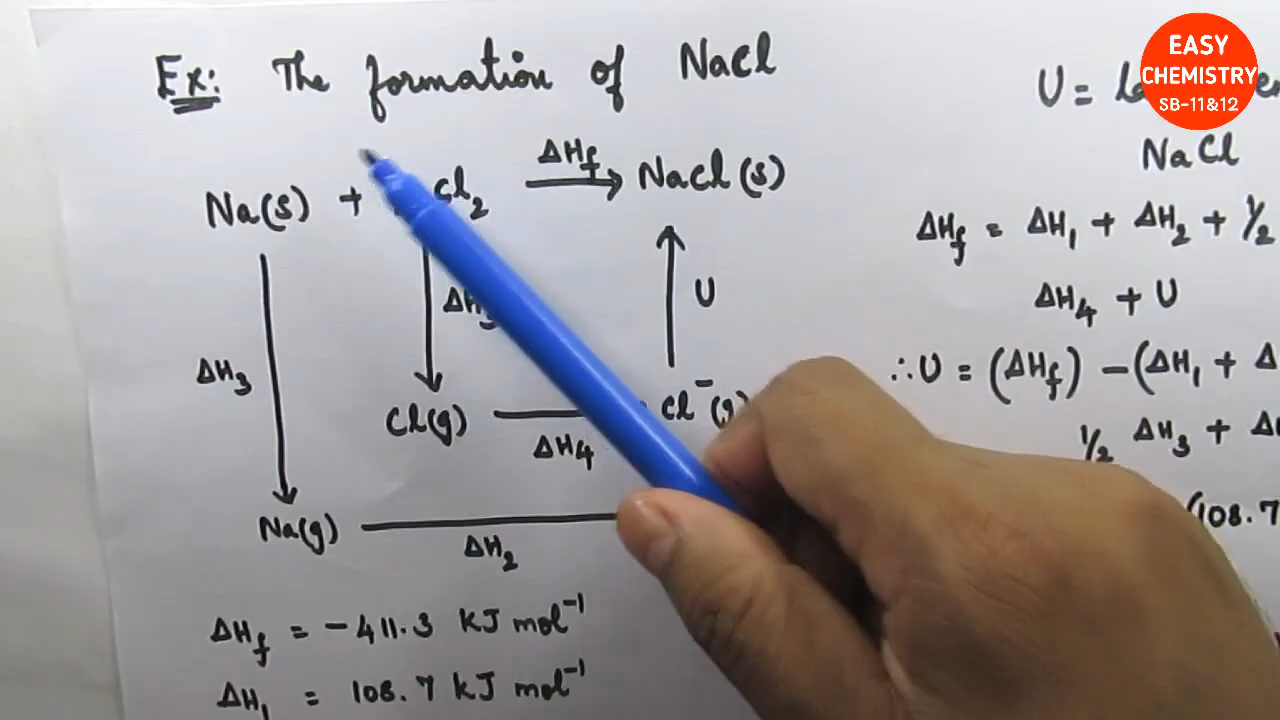 EASY
CHEMISTRY
SB-11&12
Ex: The formation of NaCl
Na(s) + Cl₂ ΔHf NaCl(s)
ΔH₃
U
Cl(g) ΔH₄ Cl⁻(g)
Na(g) ΔH₂
ΔHf = -411.3 KJ mol⁻¹
ΔH₁ = 108.7 KJ mol⁻¹
U =
NaCl
ΔHf = ΔH₁ + ΔH₂ + ½
ΔH₄ + U
∴U = (ΔHf) - (ΔH₁ +
½ ΔH₃ +
(108.7